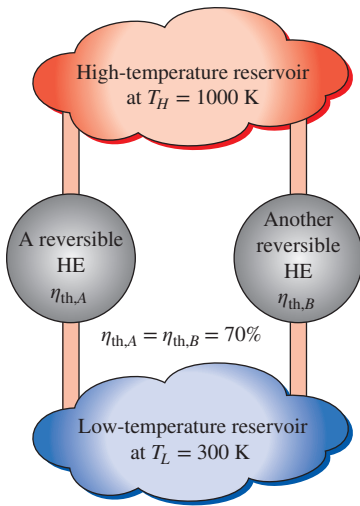 High-temperature reservoir
at T_H = 1000 K
A reversible
HE
η_th,A
Another
reversible
HE
η_th,B
η_th,A = η_th,B = 70%
Low-temperature reservoir
at T_L = 300 K